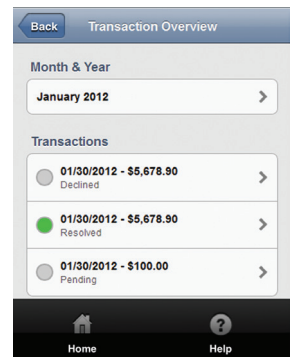 Back
Transaction Overview
Month & Year
January 2012
Transactions
01/30/2012 - $5,678.90
Declined
01/30/2012 - $5,678.90
Resolved
01/30/2012 - $100.00
Pending
Home
Help